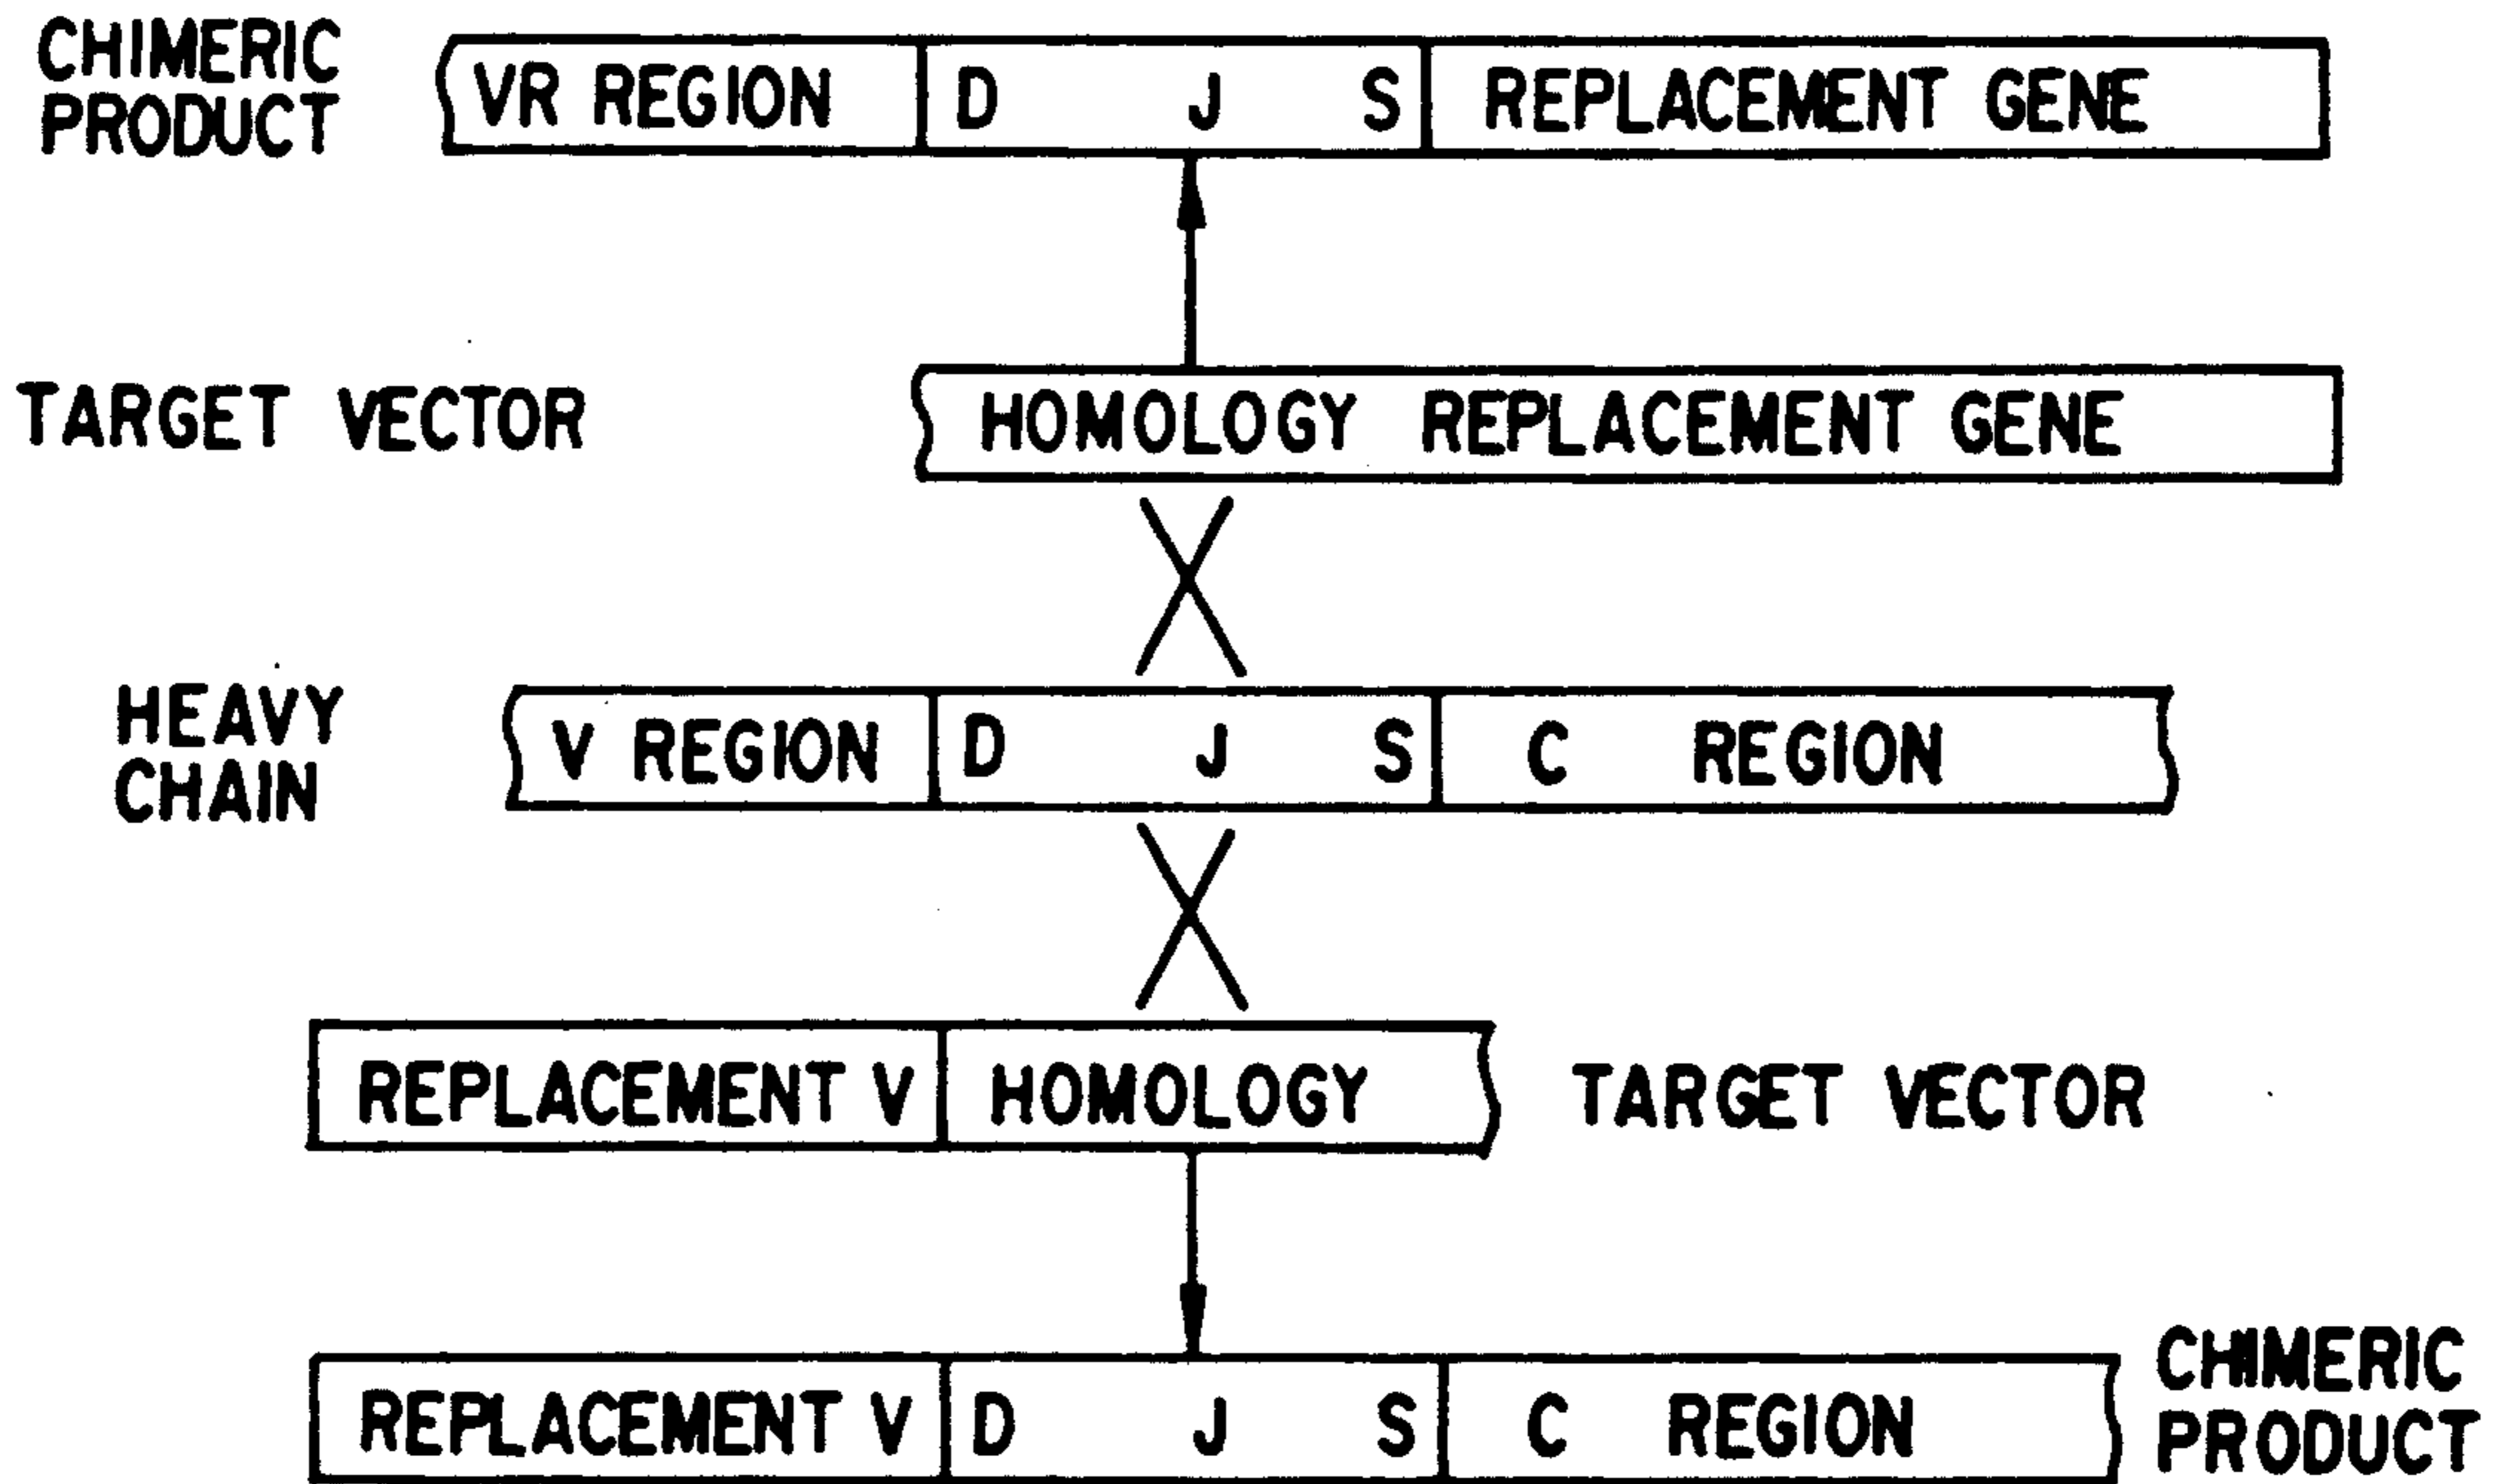 CHIMERIC
PRODUCT
VR REGION D J S REPLACEMENT GENE
TARGET VECTOR
HOMOLOGY REPLACEMENT GENE
HEAVY
CHAIN
V REGION D J S C REGION
REPLACEMENT V HOMOLOGY
TARGET VECTOR
REPLACEMENT V D J S C REGION
CHIMERIC
PRODUCT